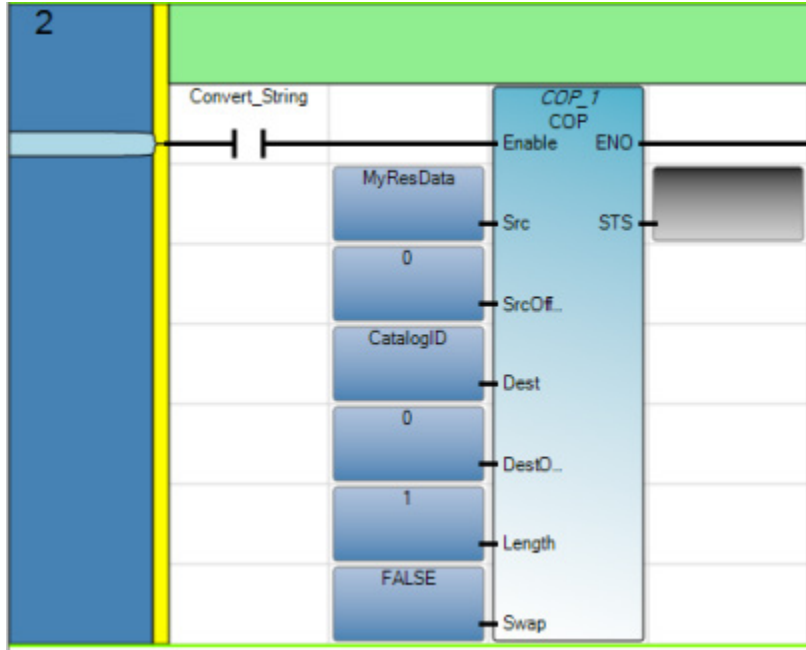 2
Convert_String
COP_1
COP
Enable ENO
MyResData
Src STS
0
SrcOff...
CatalogID
Dest
0
DestO...
1
Length
FALSE
Swap